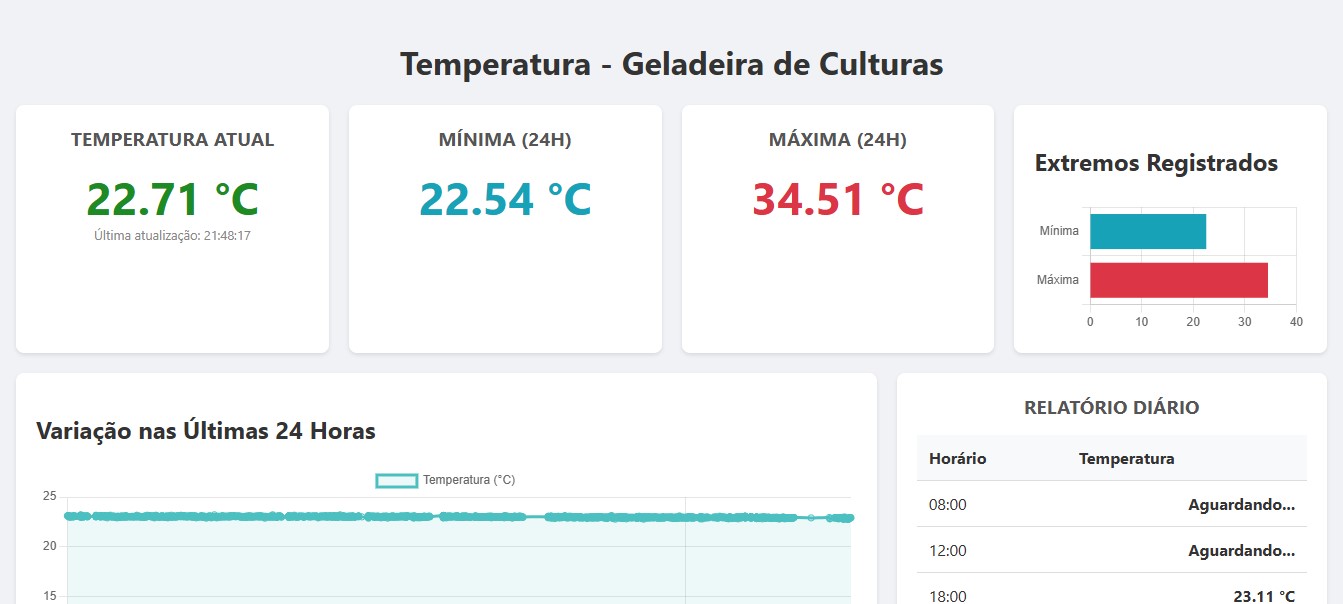 Temperatura - Geladeira de Culturas
TEMPERATURA ATUAL
22.71 °C
Última atualização: 21:48:17
MÍNIMA (24H)
22.54 °C
MÁXIMA (24H)
34.51 °C
Extremos Registrados
Mínima
Máxima
0 10 20 30 40
Variação nas Últimas 24 Horas
Temperatura (°C)
25
20
15
RELATÓRIO DIÁRIO
Horário Temperatura
08:00 Aguardando...
12:00 Aguardando...
18:00 23.11 °C